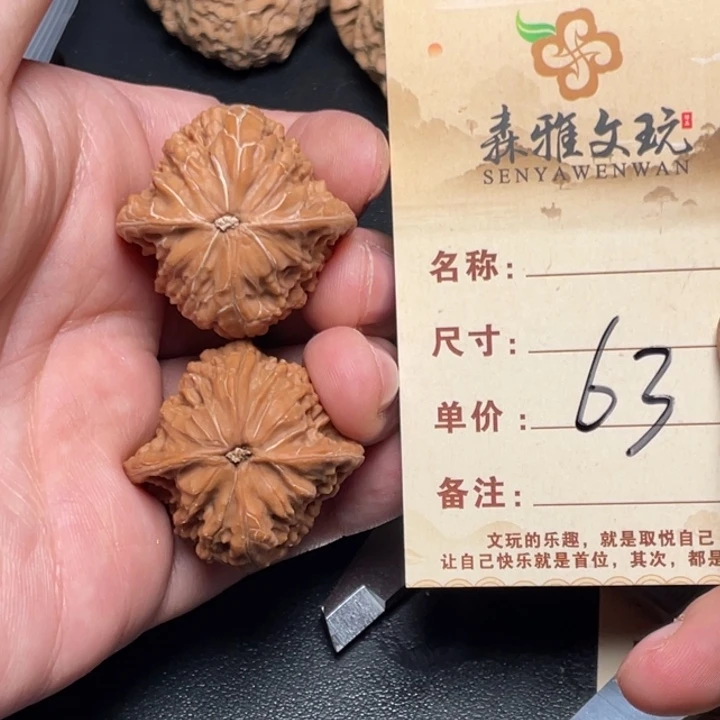 森雅文玩
SENYAWENWAN
名称：
尺寸：
单价：
63
备注：
文玩的乐趣，就是取悦自己
让自己快乐就是首位，其次，都是